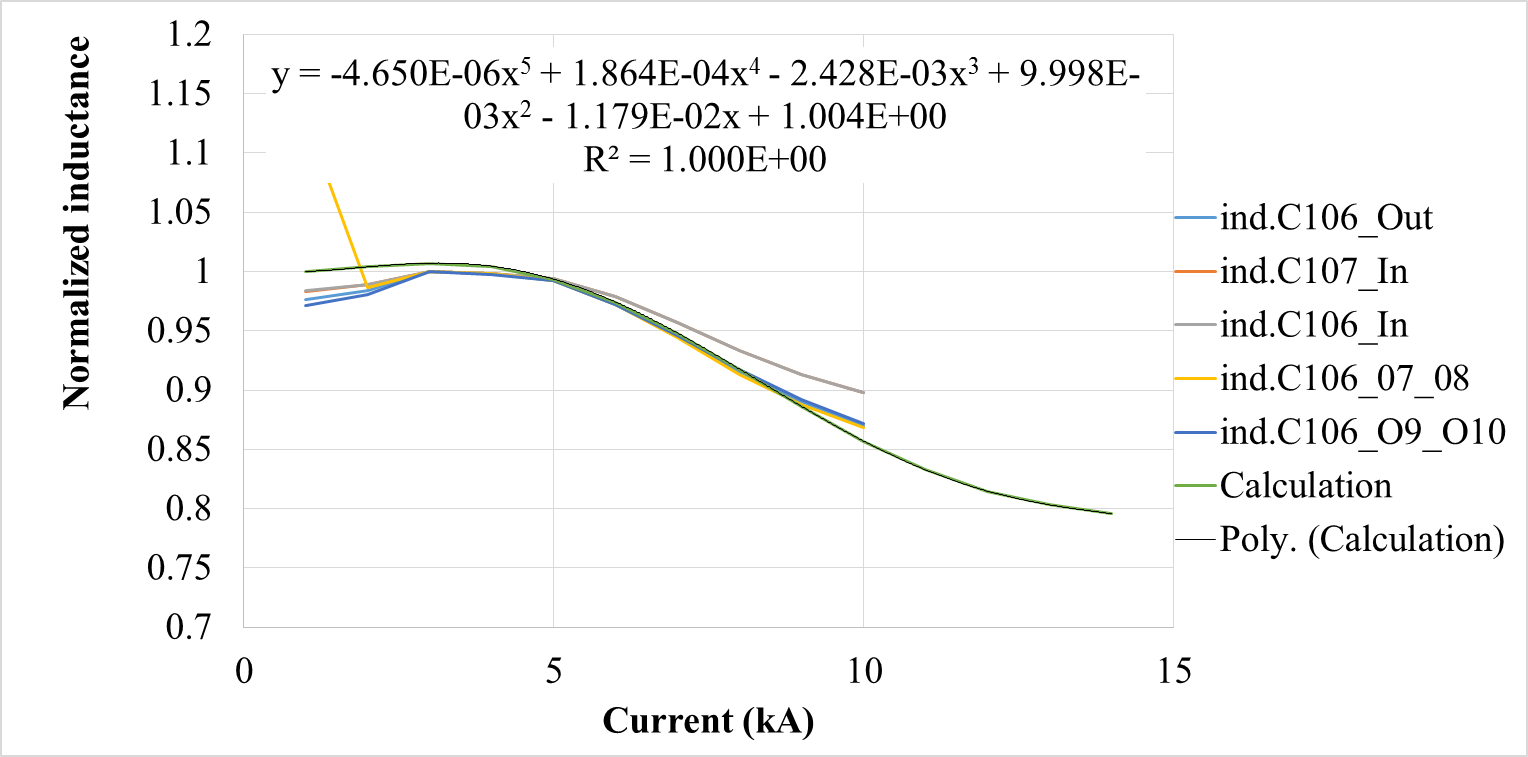 1.2
1.15
1.1
1.05
1
0.95
0.9
0.85
0.8
0.75
0.7
Normalized inductance
y = -4.650E-06x⁵ + 1.864E-04x⁴ - 2.428E-03x³ + 9.998E-
03x² - 1.179E-02x + 1.004E+00
R² = 1.000E+00
0
5
10
15
Current (kA)
ind.C106_Out
ind.C107_In
ind.C106_In
ind.C106_07_08
ind.C106_O9_O10
Calculation
Poly. (Calculation)